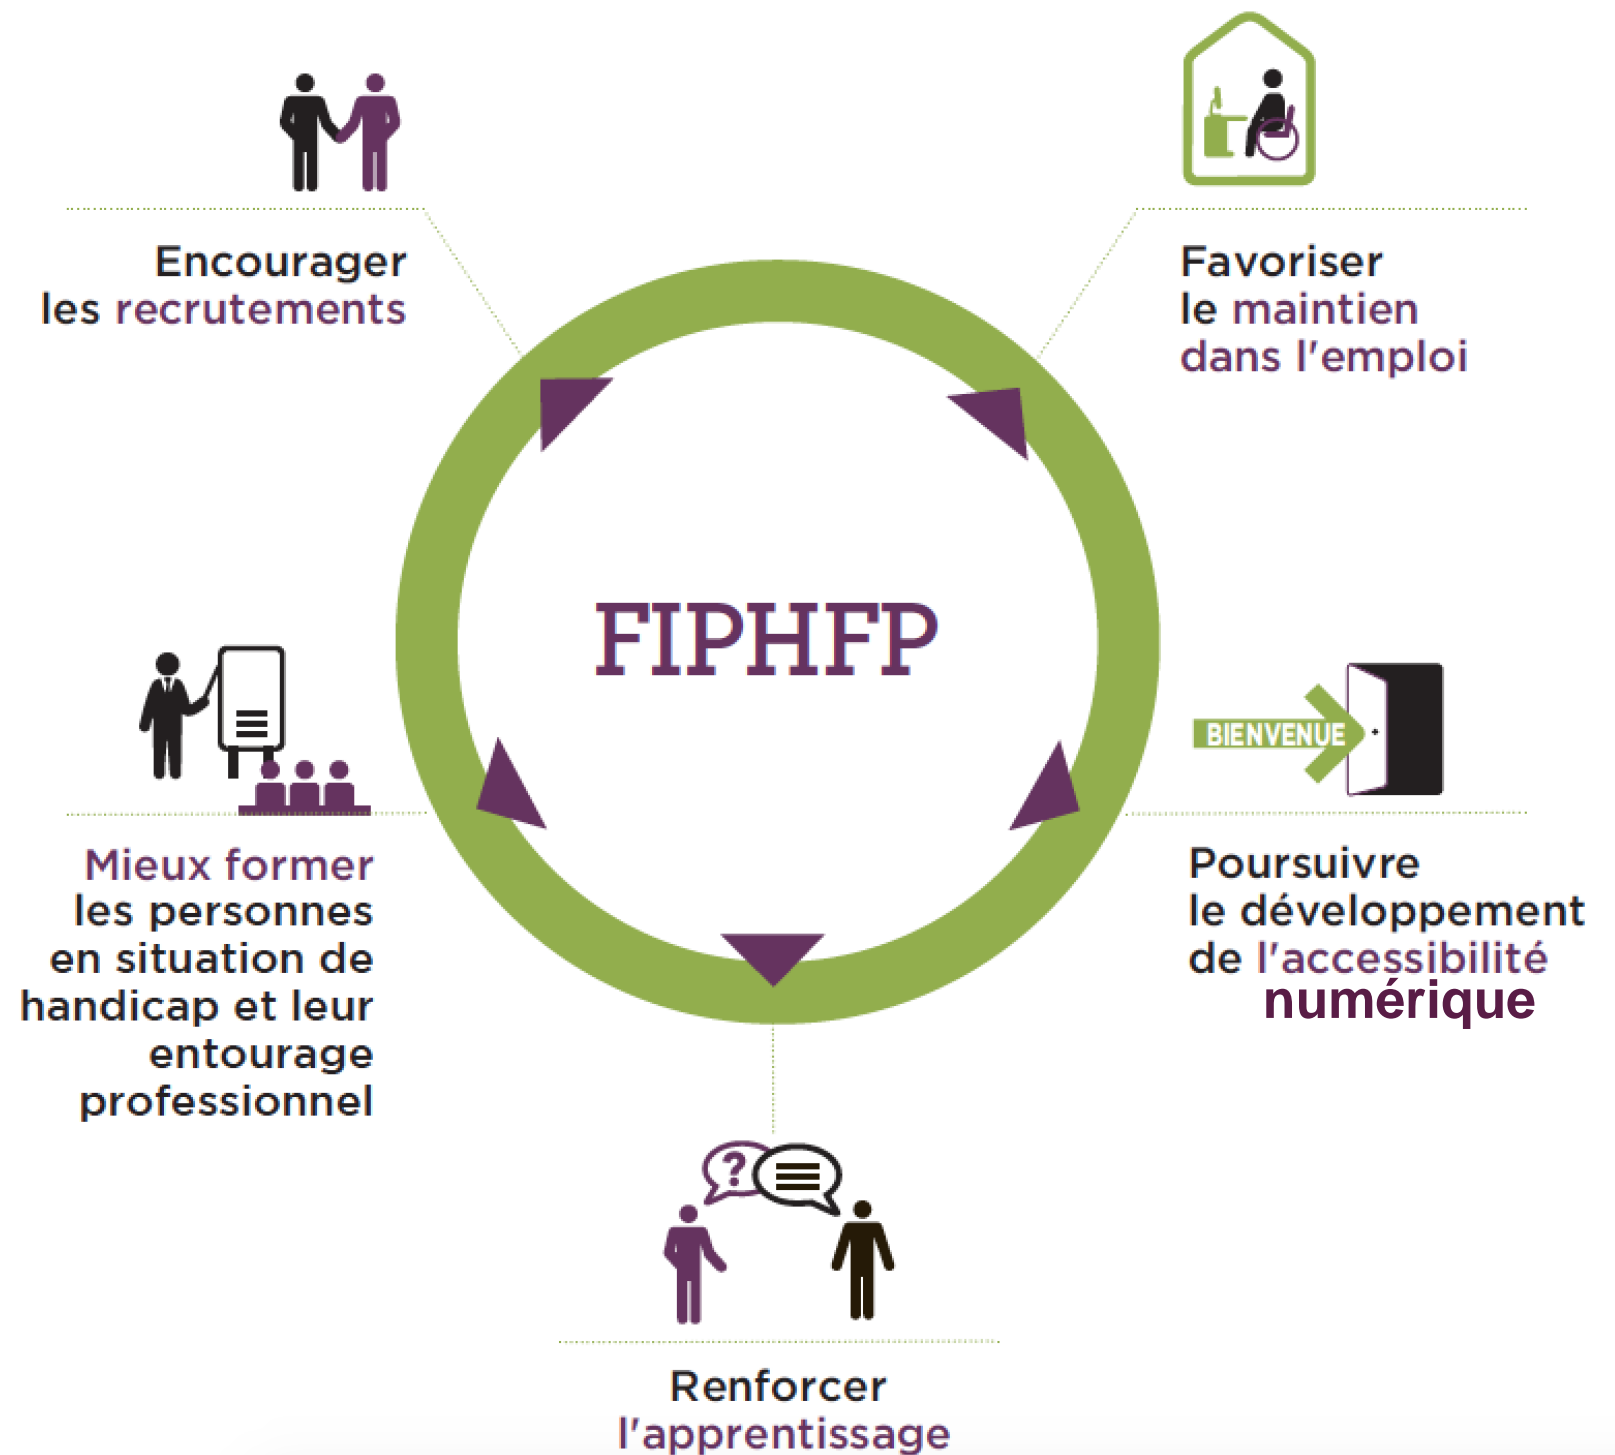 Encourager
les recrutements
Favoriser
le maintien
dans l'emploi
FIPHFP
BIENVENUE
Mieux former
les personnes
en situation de
handicap et leur
entourage
professionnel
Poursuivre
le développement
de l'accessibilité
numérique
?
Renforcer
l'apprentissage